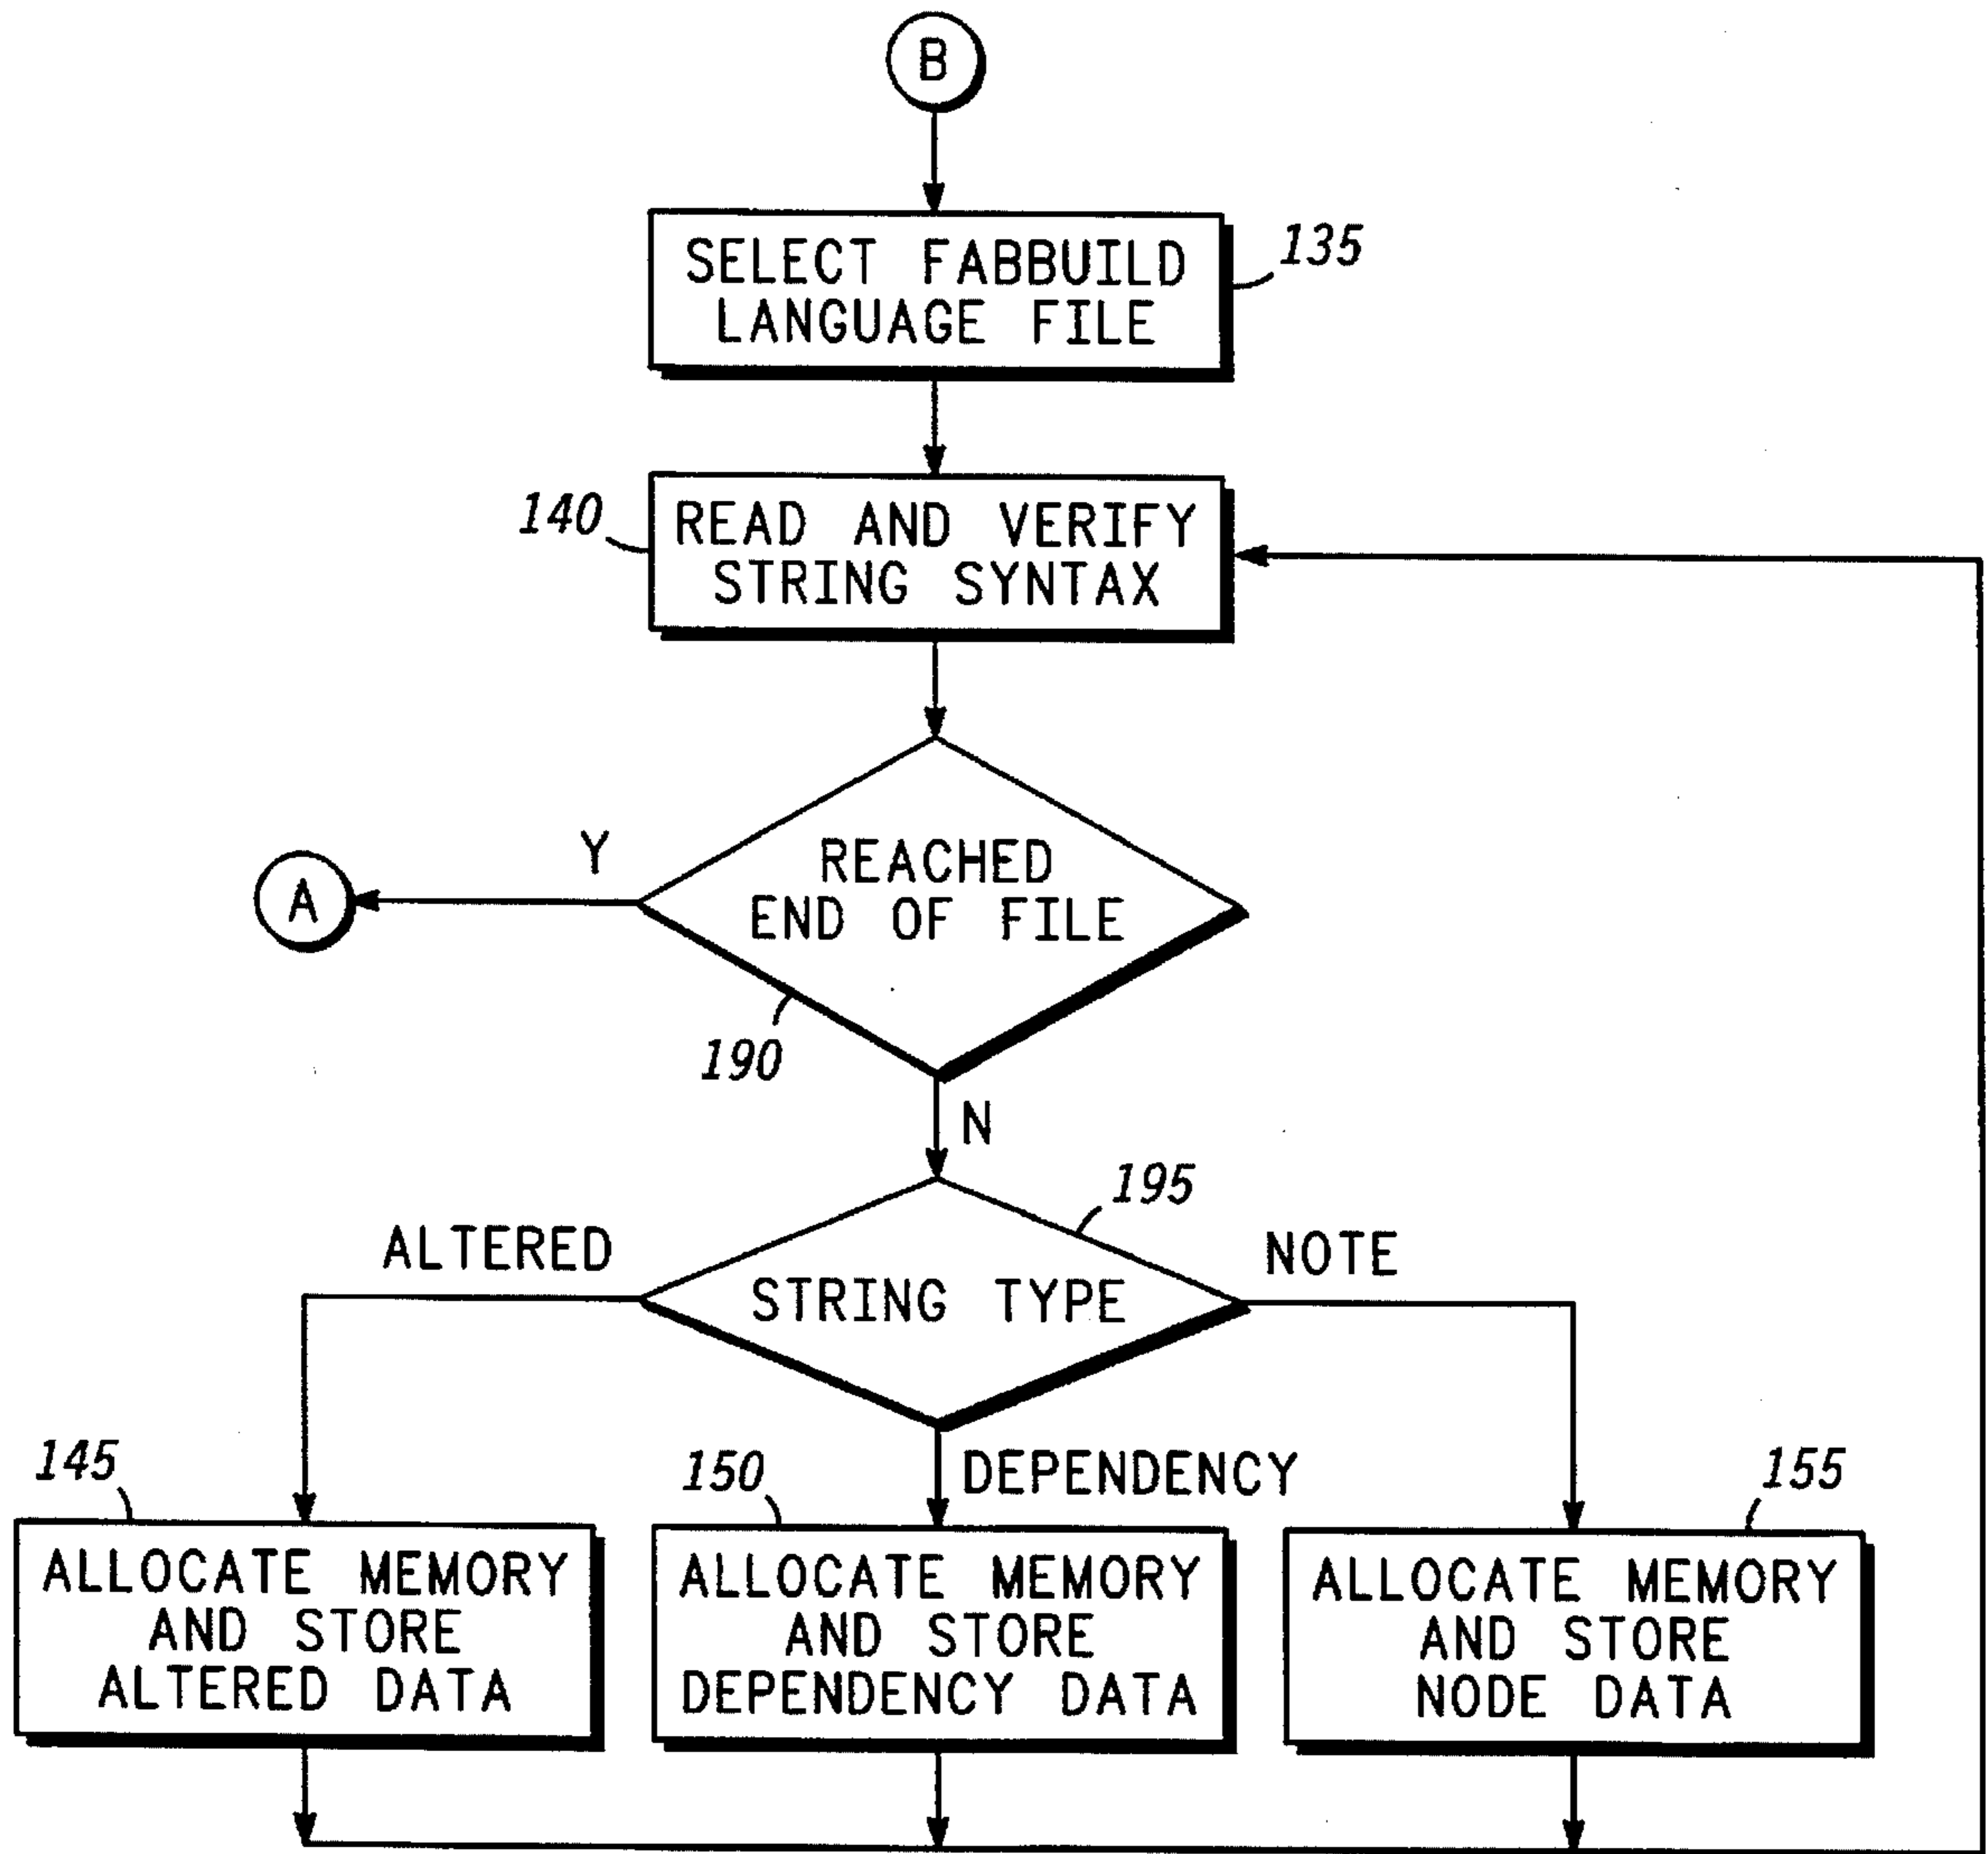 B
SELECT FABBUILD
LANGUAGE FILE
135
140
READ AND VERIFY
STRING SYNTAX
Y
A
REACHED
END OF FILE
190
N
195
ALTERED
STRING TYPE
NOTE
145
150
DEPENDENCY
155
ALLOCATE MEMORY
AND STORE
ALTERED DATA
ALLOCATE MEMORY
AND STORE
DEPENDENCY DATA
ALLOCATE MEMORY
AND STORE
NODE DATA